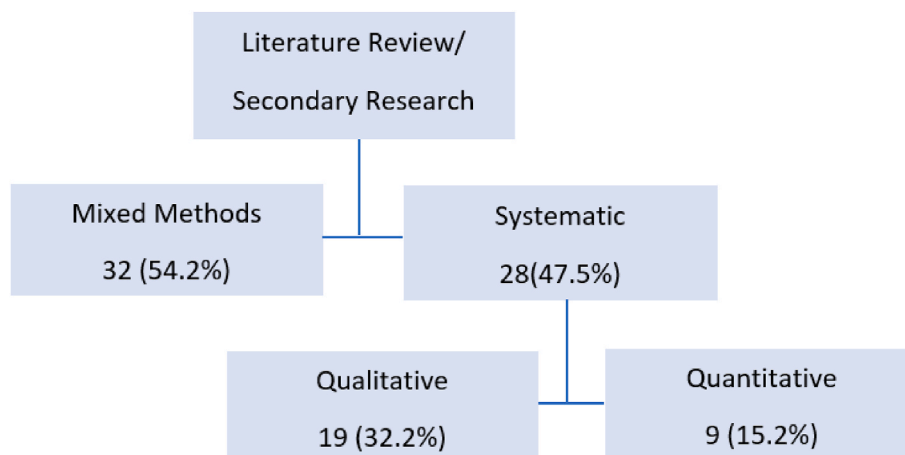 Literature Review/
Secondary Research
Mixed Methods
32 (54.2%)
Systematic
28(47.5%)
Qualitative
19 (32.2%)
Quantitative
9 (15.2%)